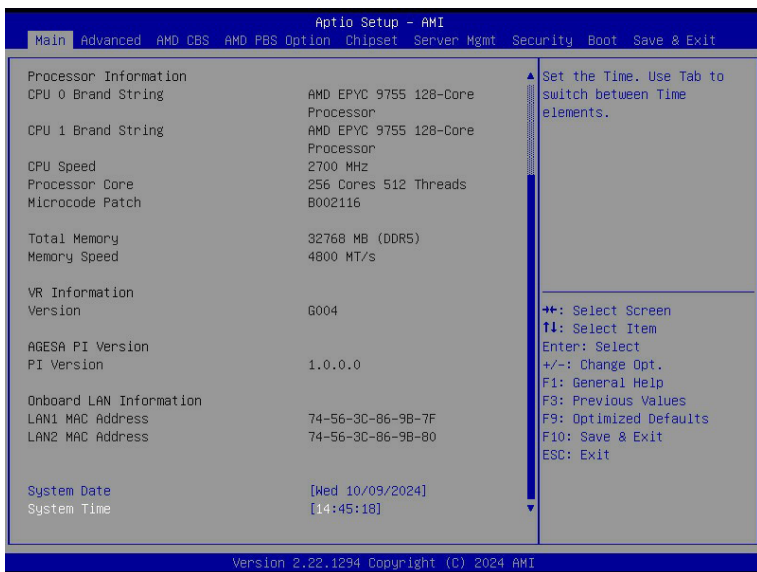 Aptio Setup - AMI
Main Advanced AMD CBS AMD PBS Option Chipset Server Mgmt Security Boot Save & Exit
Processor Information
CPU 0 Brand String AMD EPYC 9755 128-Core
Processor
CPU 1 Brand String AMD EPYC 9755 128-Core
Processor
CPU Speed 2700 MHz
Processor Core 256 Cores 512 Threads
Microcode Patch B002116
Total Memory 32768 MB (DDR5)
Memory Speed 4800 MT/s
VR Information
Version G004
AGESA PI Version
PI Version 1.0.0.0
Onboard LAN Information
LAN1 MAC Address 74-56-3C-86-9B-7F
LAN2 MAC Address 74-56-3C-86-9B-80
System Date [Wed 10/09/2024]
System Time [14:45:18]
Set the Time. Use Tab to
switch between Time
elements.
→←: Select Screen
↑↓: Select Item
Enter: Select
+/-: Change Opt.
F1: General Help
F3: Previous Values
F9: Optimized Defaults
F10: Save & Exit
ESC: Exit
Version 2.22.1294 Copyright (C) 2024 AMI